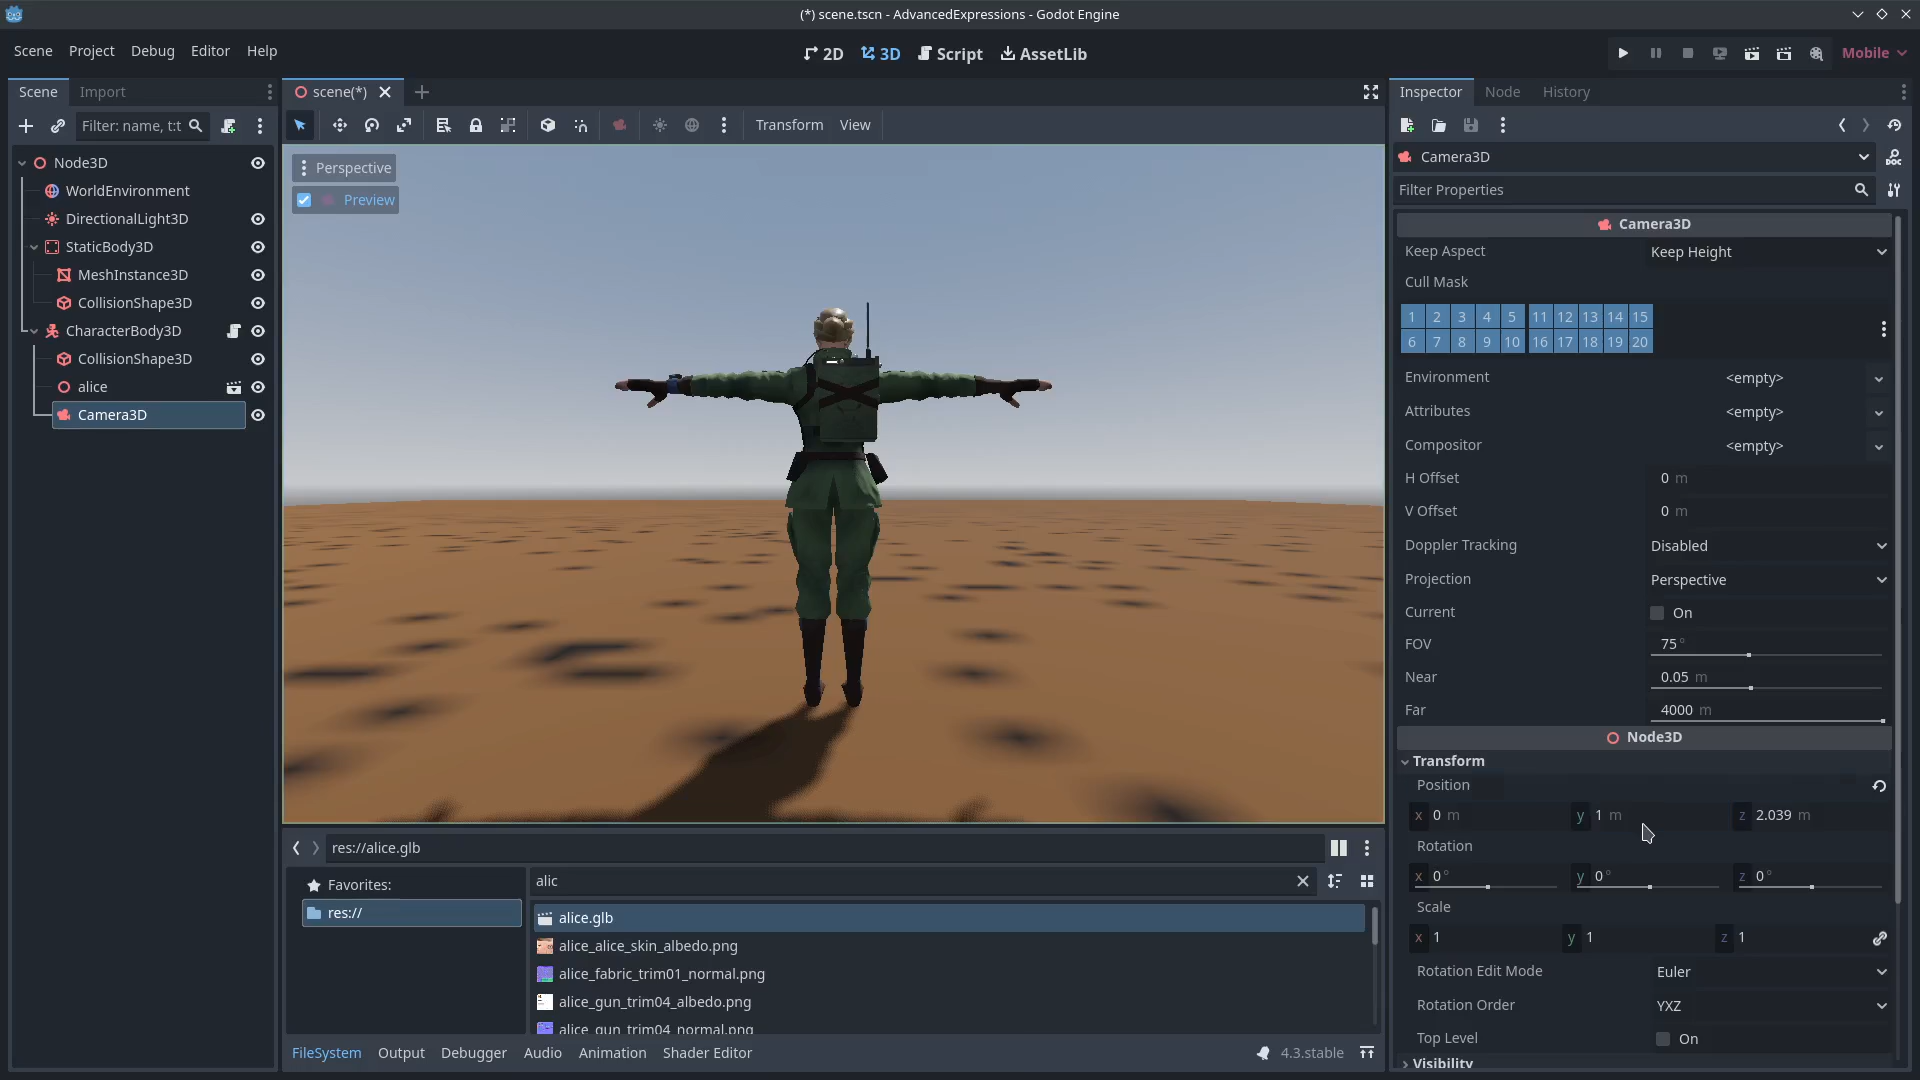 (*) scene.tscn - AdvancedExpressions - Godot Engine
Scene Project Debug Editor Help
2D 3D Script AssetLib
Mobile
Scene Import
Filter: name, t:t
Node3D
WorldEnvironment
DirectionalLight3D
StaticBody3D
MeshInstance3D
CollisionShape3D
CharacterBody3D
CollisionShape3D
alice
Camera3D
scene(*)
Transform View
Perspective
Preview
res://alice.glb
Favorites:
res://
alic
alice.glb
alice_alice_skin_albedo.png
alice_fabric_trim01_normal.png
alice_gun_trim04_albedo.png
alice_gun_trim04_normal.png
FileSystem Output Debugger Audio Animation Shader Editor
4.3.stable
Inspector Node History
Camera3D
DOC
Filter Properties
Camera3D
Keep Aspect Keep Height
Cull Mask
1 2 3 4 5 11 12 13 14 15
6 7 8 9 10 16 17 18 19 20
Environment <empty>
Attributes <empty>
Compositor <empty>
H Offset 0 m
V Offset 0 m
Doppler Tracking Disabled
Projection Perspective
Current On
FOV 75 °
Near 0.05 m
Far 4000 m
Node3D
Transform
Position
x 0 m y 1 m z 2.039 m
Rotation
x 0 ° y 0 ° z 0 °
Scale
x 1 y 1 z 1
Rotation Edit Mode Euler
Rotation Order YXZ
Top Level On
Visibility